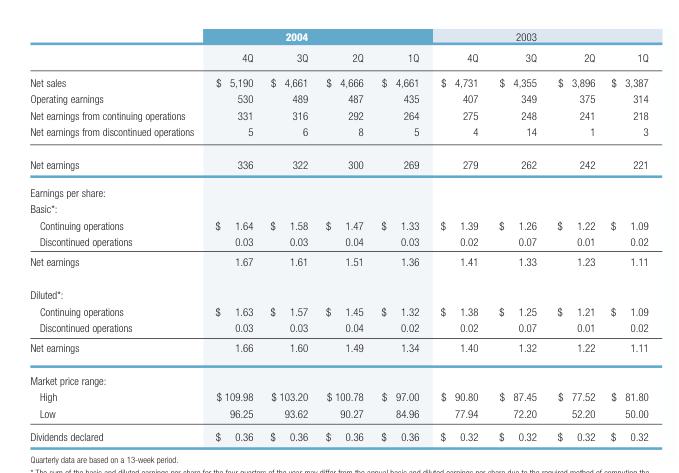 2004 2003
4Q 3Q 2Q 1Q 4Q 3Q 2Q 1Q
Net sales $ 5,190 $ 4,661 $ 4,666 $ 4,661 $ 4,731 $ 4,355 $ 3,896 $ 3,387
Operating earnings 530 489 487 435 407 349 375 314
Net earnings from continuing operations 331 316 292 264 275 248 241 218
Net earnings from discontinued operations 5 6 8 5 4 14 1 3
Net earnings 336 322 300 269 279 262 242 221
Earnings per share:
Basic*:
Continuing operations $ 1.64 $ 1.58 $ 1.47 $ 1.33 $ 1.39 $ 1.26 $ 1.22 $ 1.09
Discontinued operations 0.03 0.03 0.04 0.03 0.02 0.07 0.01 0.02
Net earnings 1.67 1.61 1.51 1.36 1.41 1.33 1.23 1.11
Diluted*:
Continuing operations $ 1.63 $ 1.57 $ 1.45 $ 1.32 $ 1.38 $ 1.25 $ 1.21 $ 1.09
Discontinued operations 0.03 0.03 0.04 0.02 0.02 0.07 0.01 0.02
Net earnings 1.66 1.60 1.49 1.34 1.40 1.32 1.22 1.11
Market price range:
High $ 109.98 $ 103.20 $ 100.78 $ 97.00 $ 90.80 $ 87.45 $ 77.52 $ 81.80
Low 96.25 93.62 90.27 84.96 77.94 72.20 52.20 50.00
Dividends declared $ 0.36 $ 0.36 $ 0.36 $ 0.36 $ 0.32 $ 0.32 $ 0.32 $ 0.32
Quarterly data are based on a 13-week period.
* The sum of the basic and diluted earnings per share for the four quarters of the year may differ from the annual basic and diluted earnings per share due to the required method of computing the